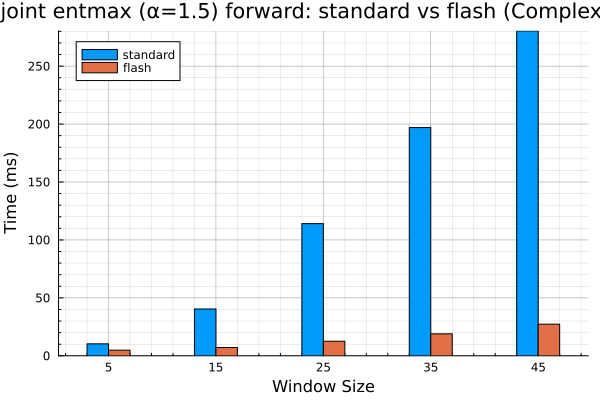 joint entmax (α=1.5) forward: standard vs flash (Complex
standard
flash
250
200
150
100
50
0
Time (ms)
5 15 25 35 45
Window Size